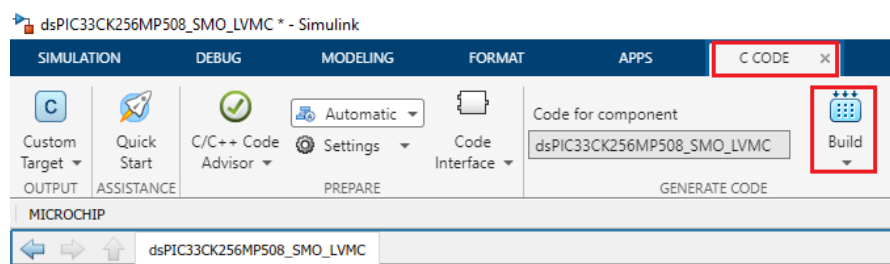 dsPIC33CK256MP508_SMO_LVMC * - Simulink
SIMULATION DEBUG MODELING FORMAT APPS C CODE ×
C Automatic Code for component
Custom Quick C/C++ Code Settings Code dsPIC33CK256MP508_SMO_LVMC Build
Target Start Advisor Interface
OUTPUT ASSISTANCE PREPARE GENERATE CODE
MICROCHIP
dsPIC33CK256MP508_SMO_LVMC